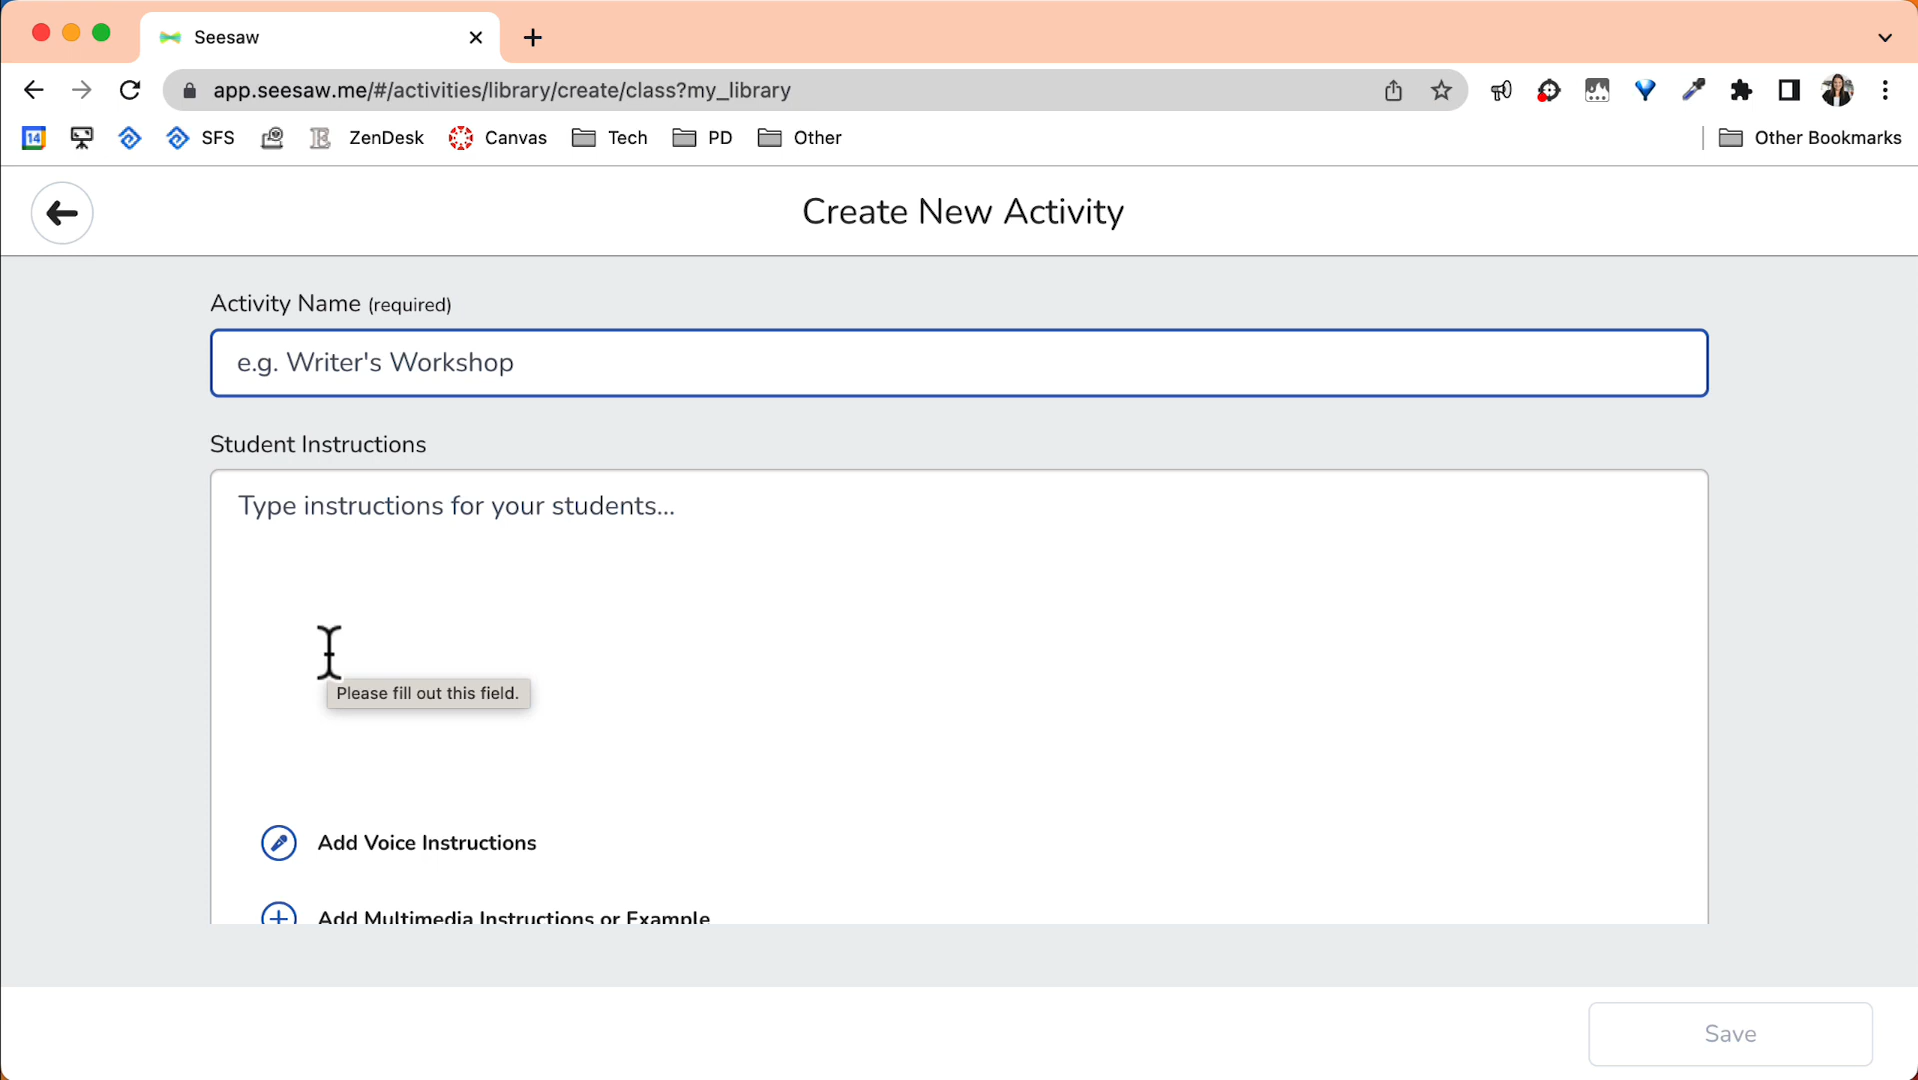 Seesaw
app.seesaw.me/#/activities/library/create/class?my_library
14 SFS ZenDesk Canvas Tech PD Other Other Bookmarks
Create New Activity
Activity Name (required)
e.g. Writer's Workshop
Student Instructions
Type instructions for your students...
Please fill out this field.
Add Voice Instructions
Add Multimedia Instructions or Example
Save